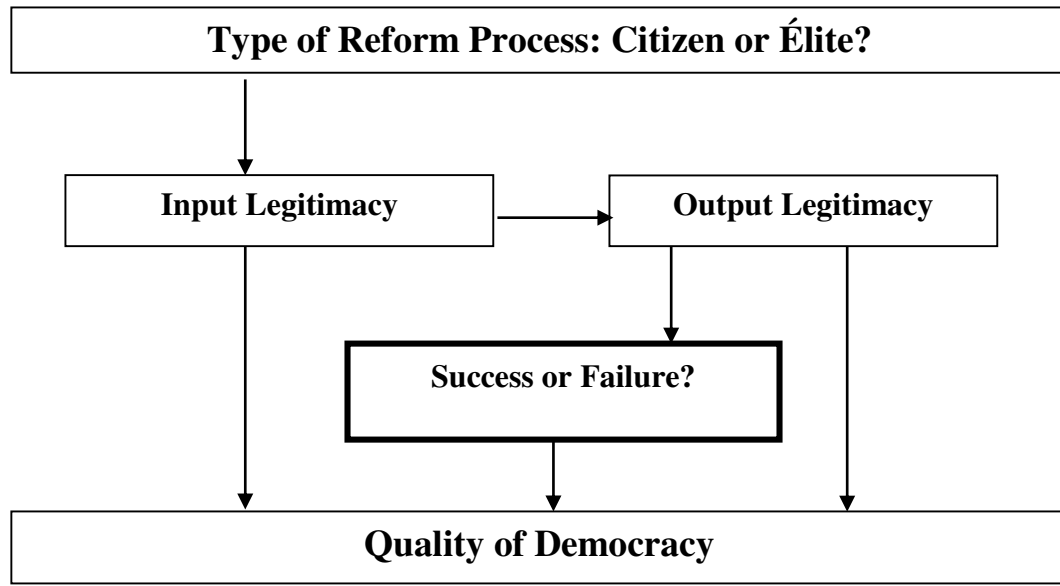 Type of Reform Process: Citizen or Élite?
Input Legitimacy
Output Legitimacy
Success or Failure?
Quality of Democracy